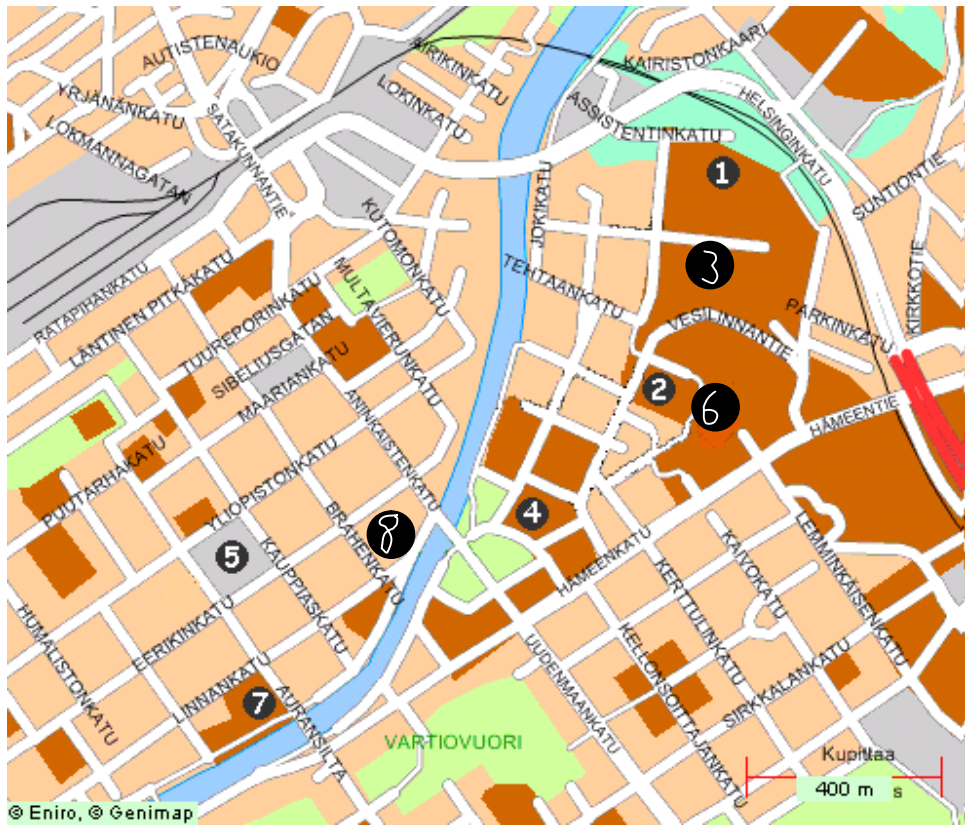 AIRIKINKATU
KAIRISTONKAARI
AUTISTENAUKIO
LOKINKATU
HELSINGINKATU
YRJÄNÄNKATU
ASSISTENTINKATU
LOKMANNAGATAN
SATAKUNNANTIE
1
SUNTIONTIE
JOKIKATU
KUTOMONKATU
3
TEHTAANKATU
RATAPIHANKATU
LÄNTINEN PITKÄKATU
MULTAVIERUNKATU
PARKINKATU
KIRKKOTIE
TUUREPORINKATU
VESILINNANTIE
SIBELIUSGATAN
MAARIANKATU
2
6
HÄMEENTIE
ANINKAISTENKATU
PUUTARHAKATU
YLIOPISTONKATU
4
BRAHENKATU
8
5
LEMMINKÄISENKATU
KAUPPIASKATU
HÄMEENKATU
KAIVOKATU
KERTTULINKATU
HUMALISTONKATU
EERIKINKATU
UUDENMAANKATU
KELLONSOITTAJANKATU
LINNANKATU
7
SIRKKALANKATU
AURANSILTA
VARTIOVUORI
Kupittaa
400 m s
© Eniro, © Genimap